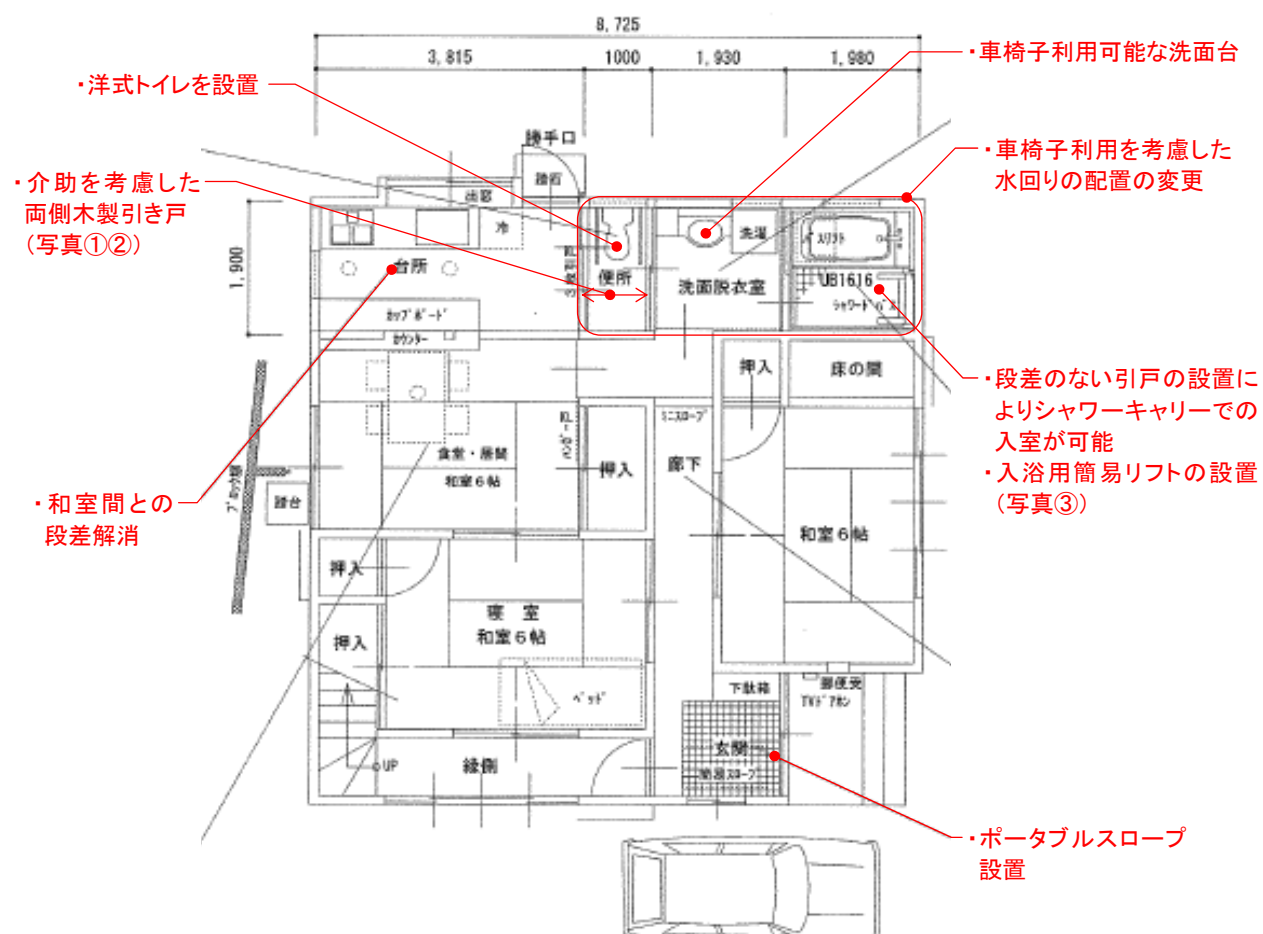 8,725
3,815
1000
1,930
1,980
・車椅子利用可能な洗面台
・洋式トイレを設置
勝手口
・車椅子利用を考慮した
水回りの配置の変更
・介助を考慮した
両側木製引き戸
(写真①②)
踏石
出窓
冷
洗濯
バスリフト
1,900
台所
便所
洗面脱衣室
UB1616
シャワードバス
カップボード
カウンター
押入
床の間
・段差のない引戸の設置に
よりシャワーキャリーでの
入室が可能
・入浴用簡易リフトの設置
(写真③)
ミニスロープ
食堂・居間
和室6帖
押入
廊下
ブロック塀
踏台
・和室間との
段差解消
和室6帖
押入
寝室
和室6帖
押入
ベッド
下駄箱
郵便受
TVドアホン
玄関
簡易スロープ
UP
縁側
・ポータブルスロープ
設置